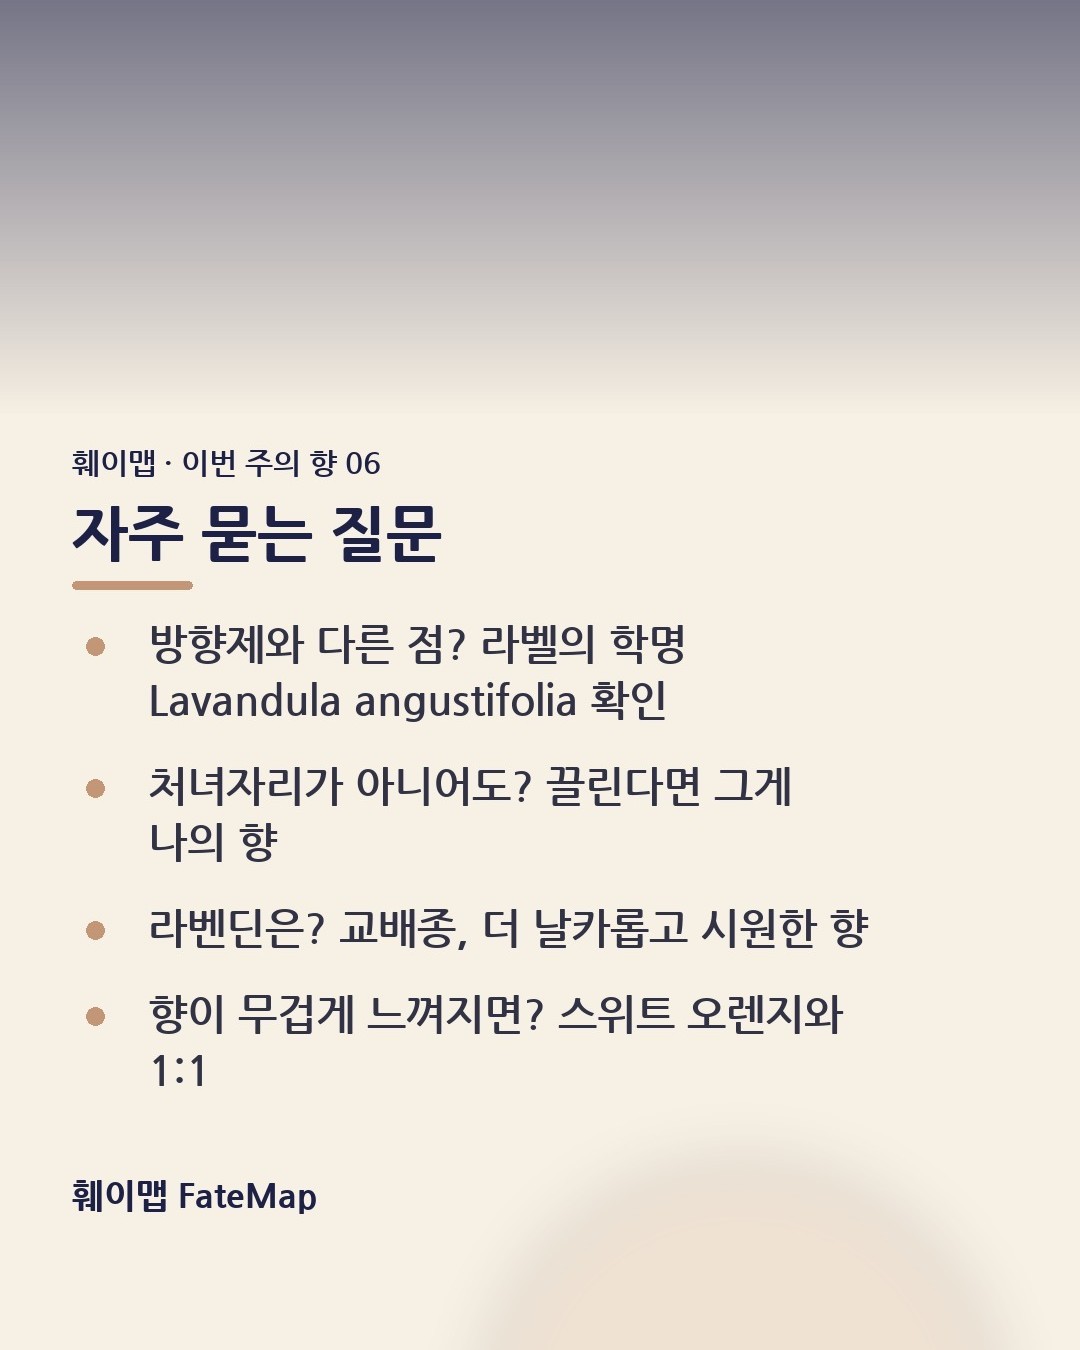 훼이맵 · 이번 주의 향 06
자주 묻는 질문
방향제와 다른 점? 라벨의 학명
Lavandula angustifolia 확인
처녀자리가 아니어도? 끌린다면 그게
나의 향
라벤딘은? 교배종, 더 날카롭고 시원한 향
향이 무겁게 느껴지면? 스위트 오렌지와
1:1
훼이맵 FateMap